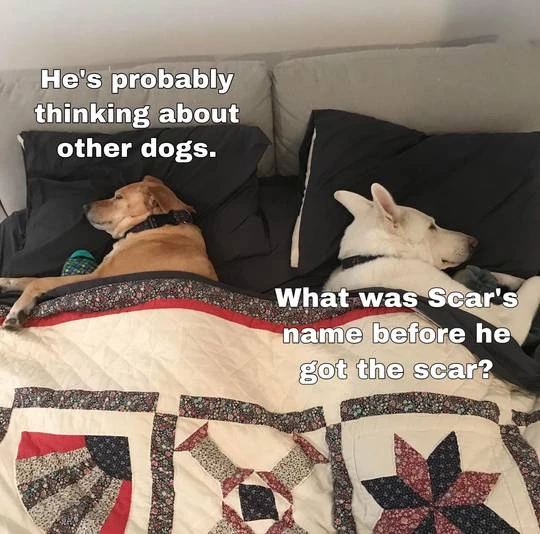 He's probably
thinking about
other dogs.
What was Scar's
name before he
got the scar?